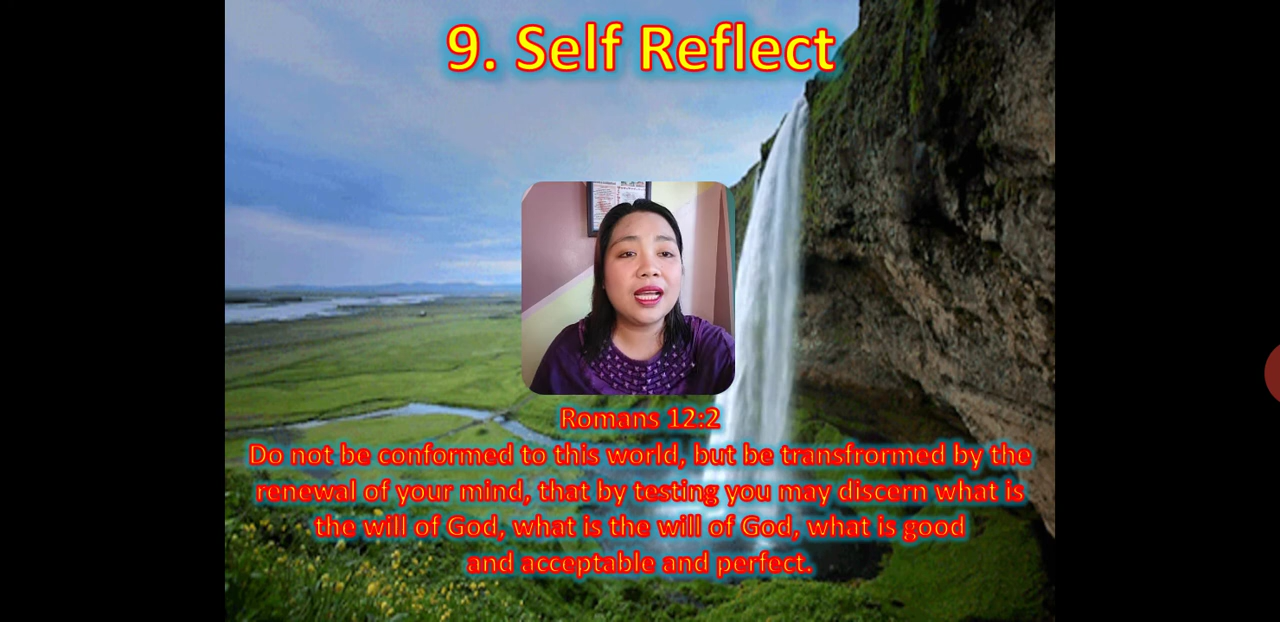 9. Self Reflect
Romans 12:2
Do not be conformed to this world, but be transfrormed by the
renewal of your mind, that by testing you may discern what is
the will of God, what is the will of God, what is good
and acceptable and perfect.